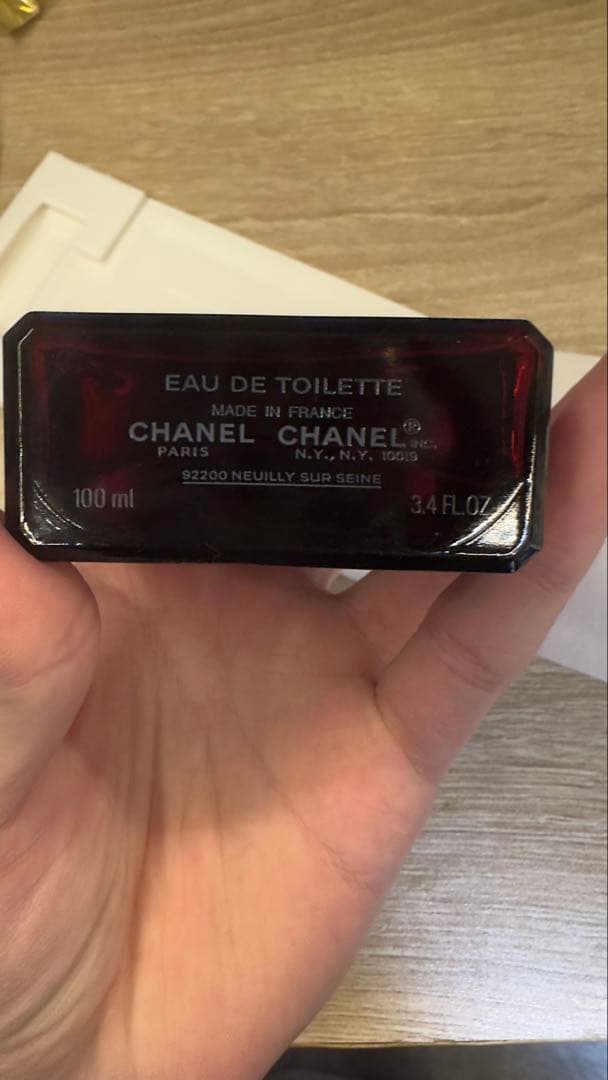 EAU DE TOILETTE
MADE IN FRANCE
CHANEL CHANEL® INC.
PARIS N.Y., N.Y. 10019
92200 NEUILLY SUR SEINE
100 ml 3.4 FL.OZ.